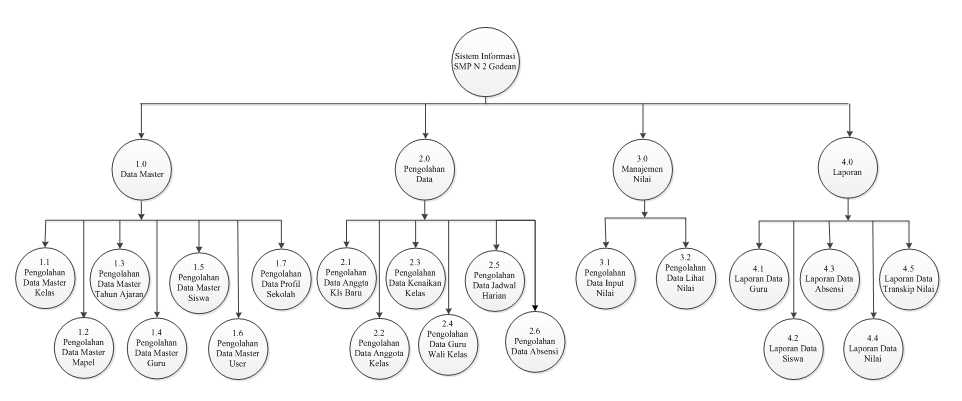 Sistem Informasi
SMP N 2 Godean
1.0
Data Master
2.0
Pengolahan
Data
3.0
Manajemen
Nilai
4.0
Laporan
1.1
Pengolahan
Data Master
Kelas
1.2
Pengolahan
Data Master
Mapel
1.3
Pengolahan
Data Master
Tahun Ajaran
1.4
Pengolahan
Data Master
Guru
1.5
Pengolahan
Data Master
Siswa
1.6
Pengolahan
Data Master
User
1.7
Pengolahan
Data Profil
Sekolah
2.1
Pengolahan
Data Anggta
Kls Baru
2.2
Pengolahan
Data Anggota
Kelas
2.3
Pengolahan
Data Kenaikan
Kelas
2.4
Pengolahan
Data Guru
Wali Kelas
2.5
Pengolahan
Data Jadwal
Harian
2.6
Pengolahan
Data Absensi
3.1
Pengolahan
Data Input
Nilai
3.2
Pengolahan
Data Lihat
Nilai
4.1
Laporan Data
Guru
4.2
Laporan Data
Siswa
4.3
Laporan Data
Absensi
4.4
Laporan Data
Nilai
4.5
Laporan Data
Transkip Nilai